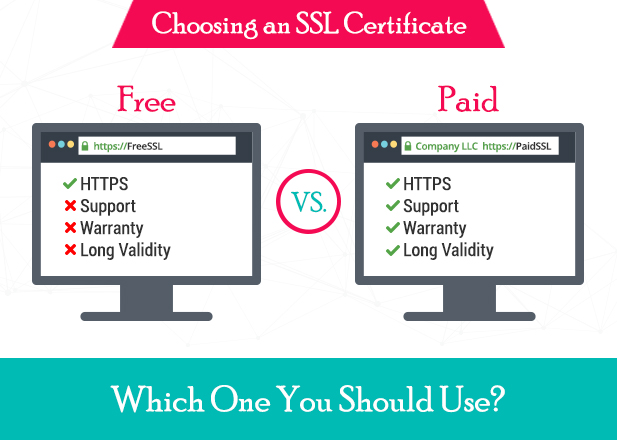 Choosing an SSL Certificate
Free
https://FreeSSL
HTTPS
Support
Warranty
Long Validity
VS.
Paid
Company LLC https://PaidSSL
HTTPS
Support
Warranty
Long Validity
Which One You Should Use?